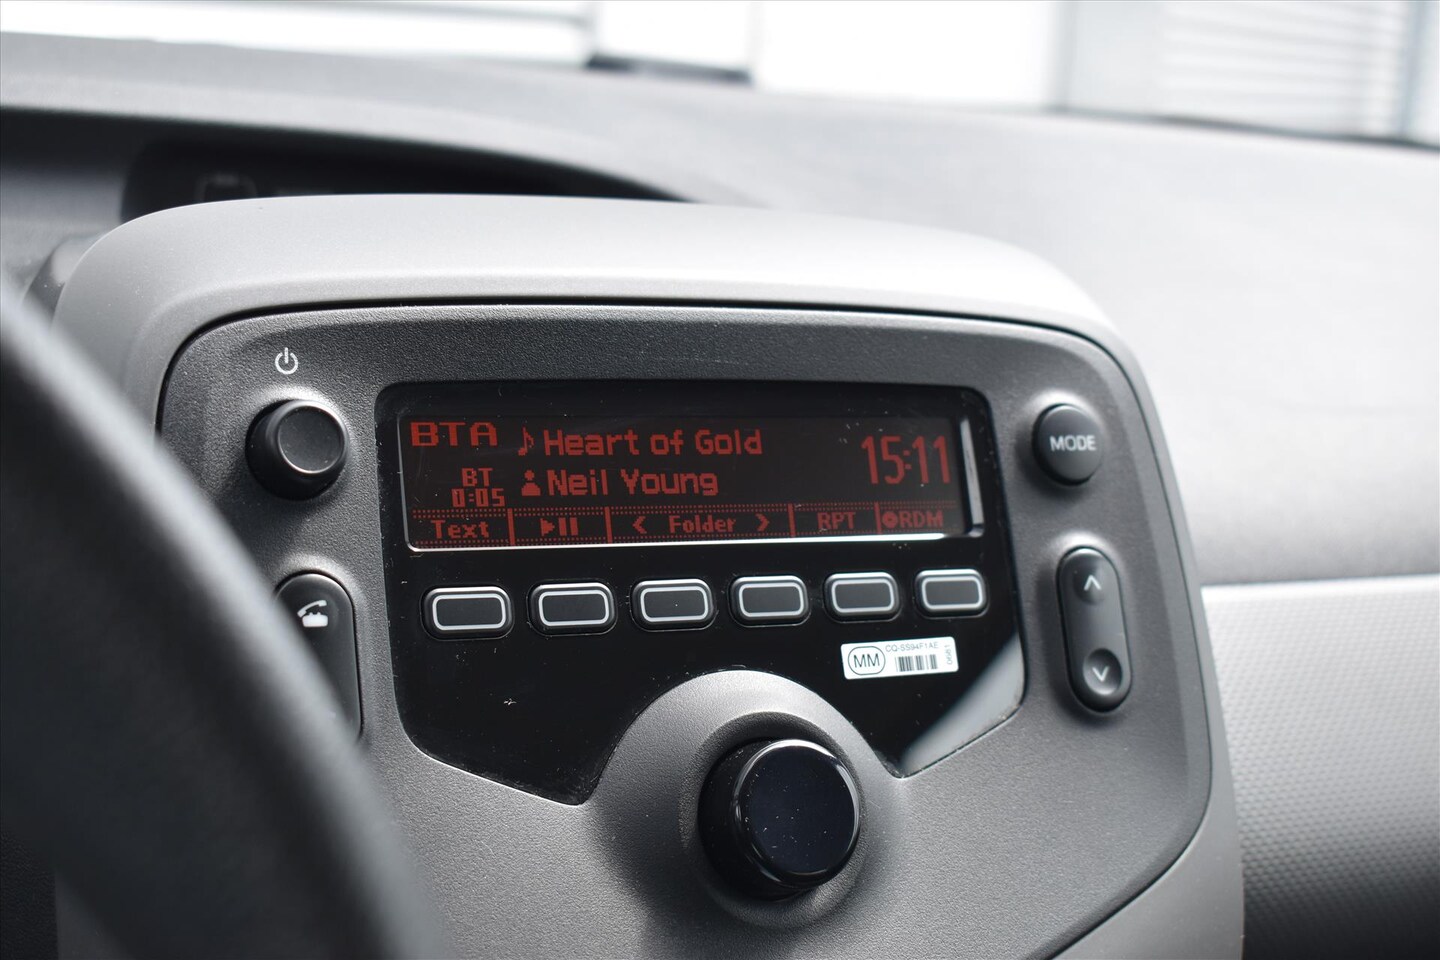 BTA
Heart of Gold
15:11
BT
0:05
Neil Young
Text
< Folder >
RPT
RDM
MODE
MM
CQ-SS94F1AE